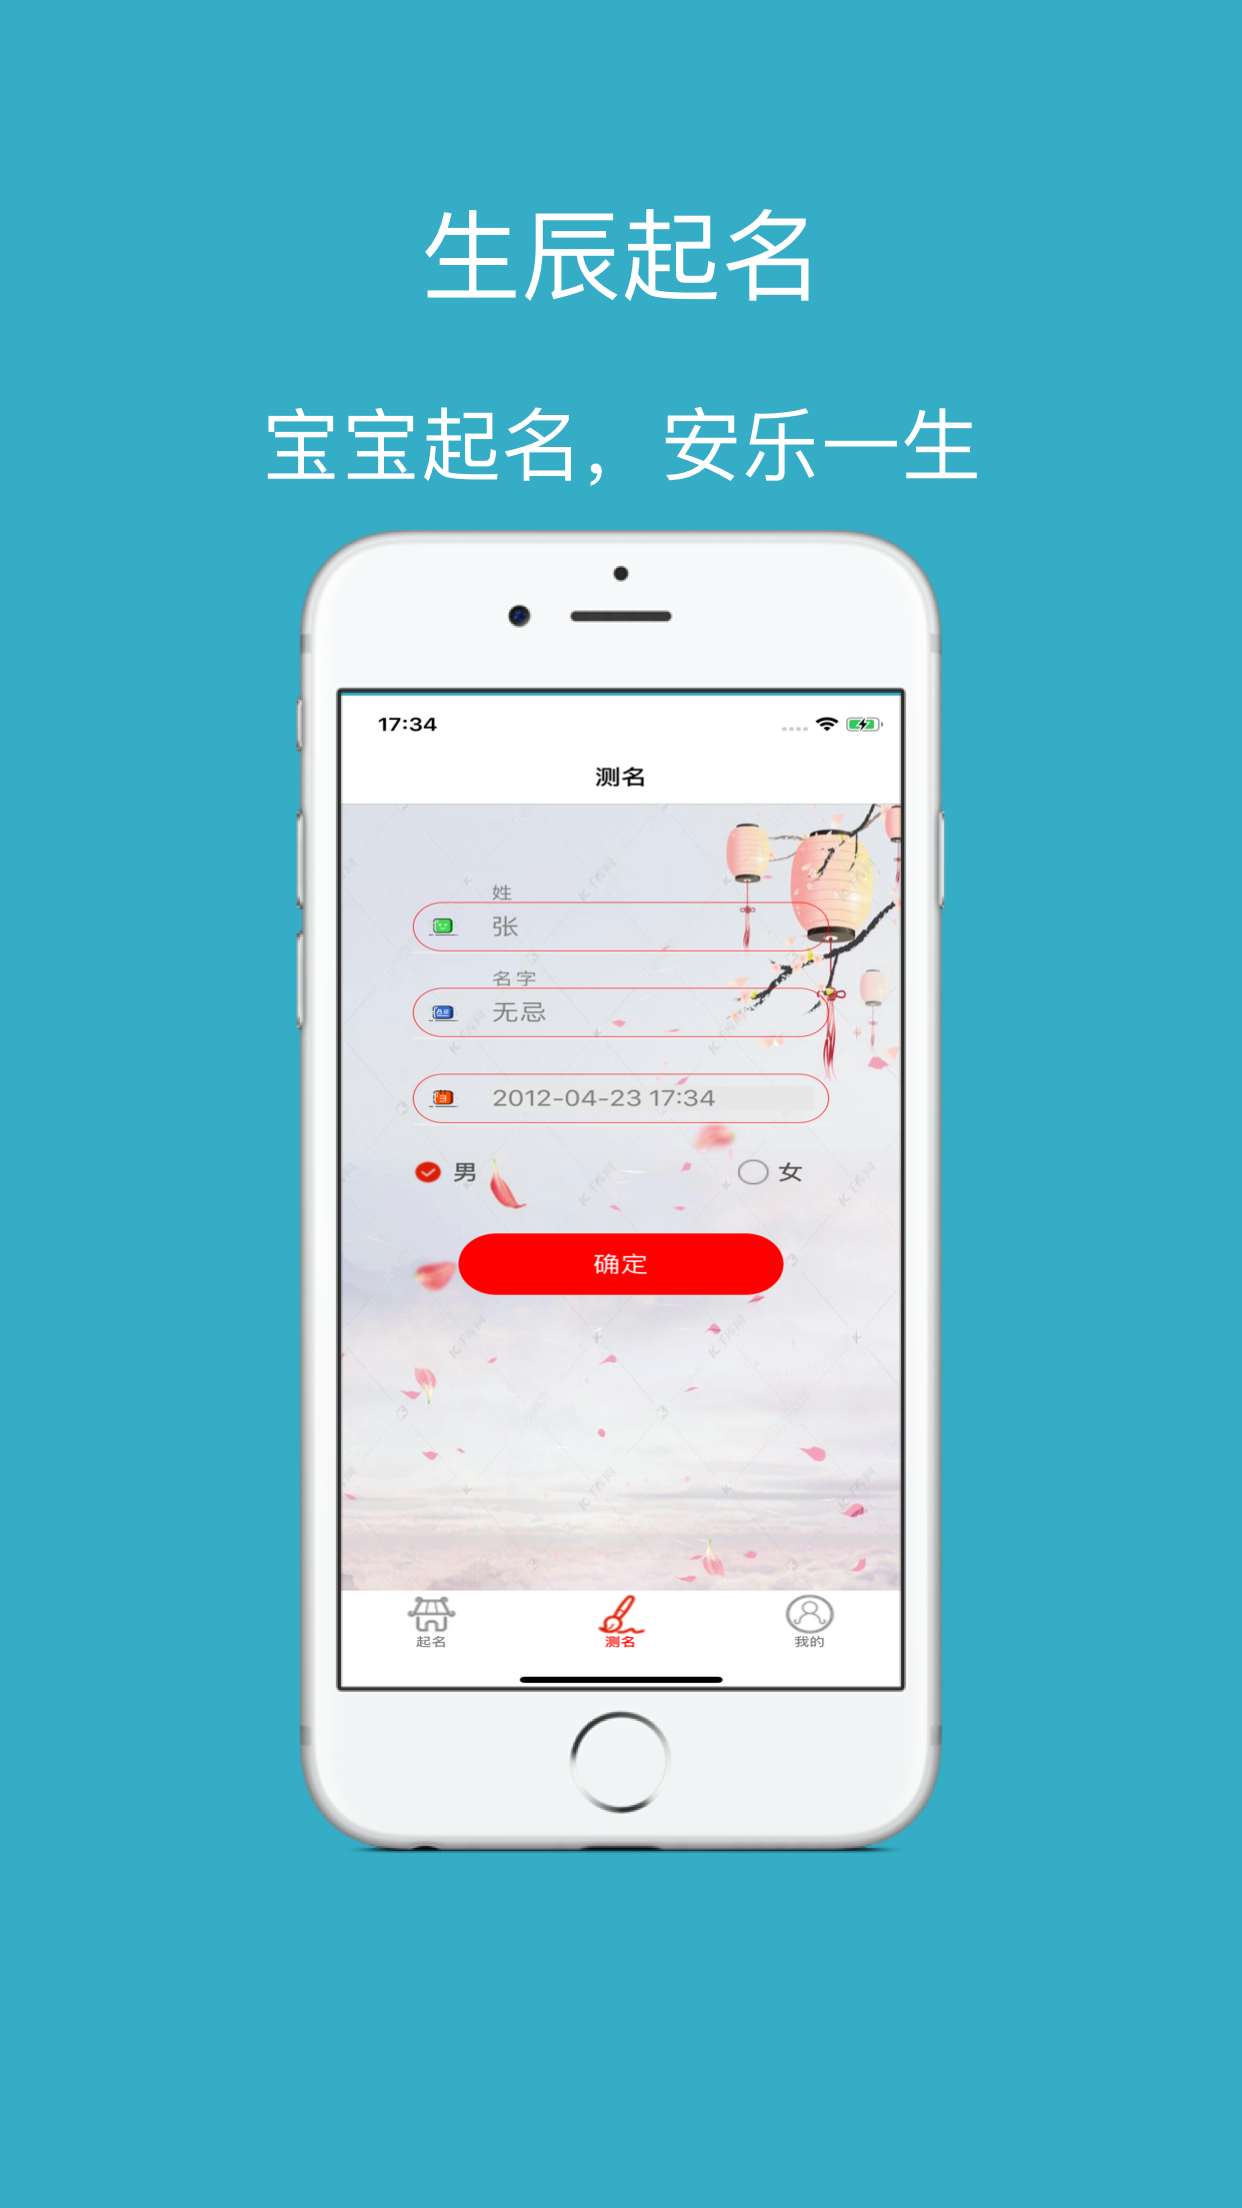 生辰起名
宝宝起名，安乐一生
17:34
测名
姓
张
名字
无忌
2012-04-23 17:34
男
女
确定
起名
测名
我的